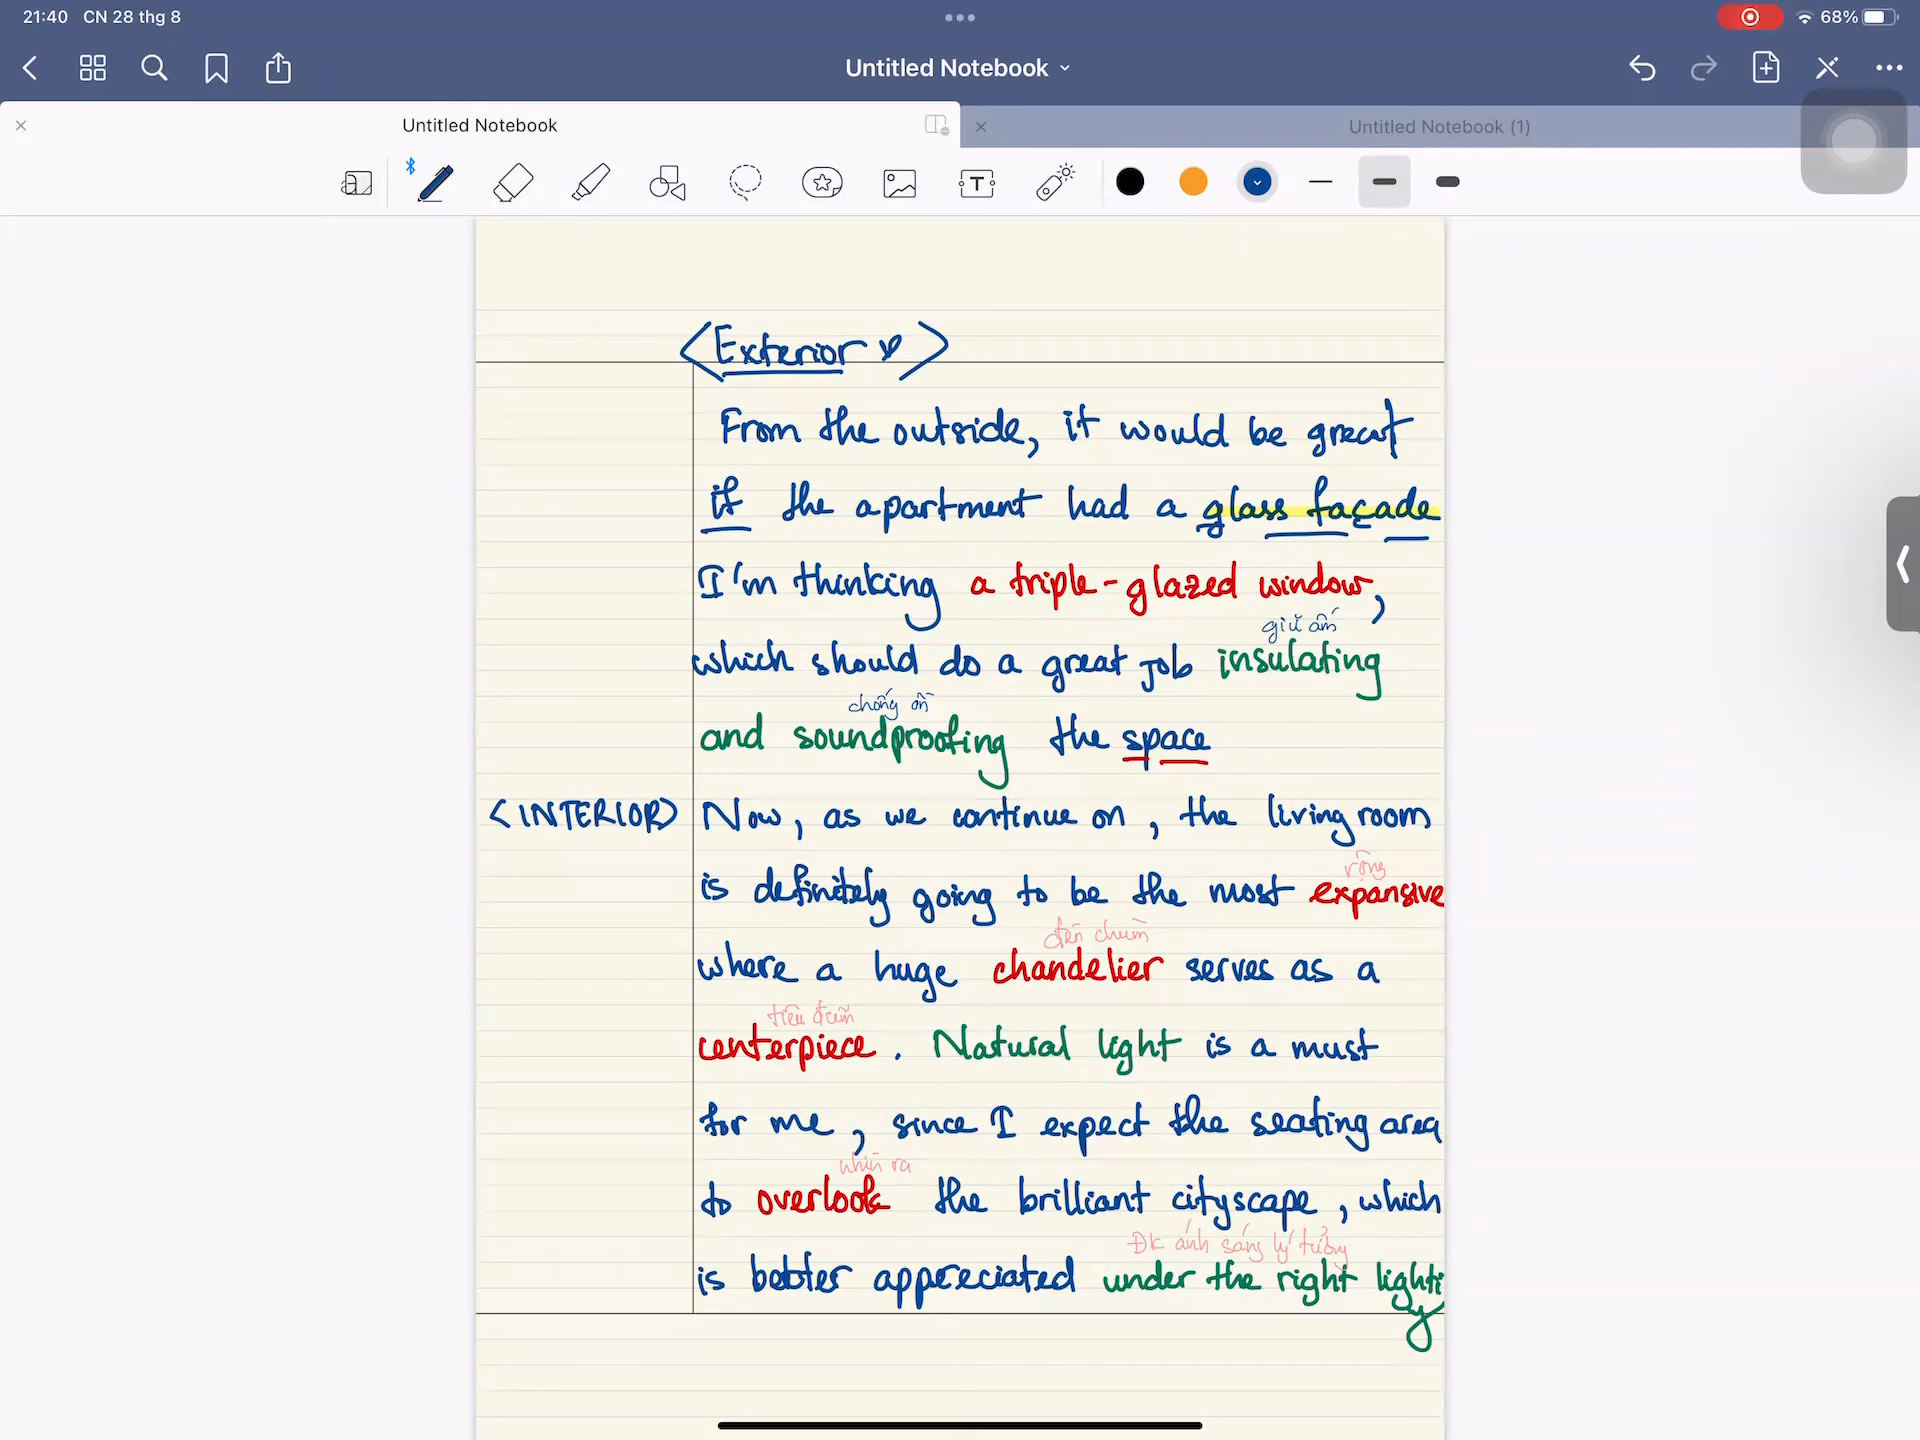 21:40 CN 28 thg 8
68%
Untitled Notebook
Untitled Notebook
Untitled Notebook (1)
<Exterior>
From the outside, it would be great
if the apartment had a glass façade
I'm thinking a triple-glazed window,
giữ ấm
which should do a great job insulating
chống ồn
and soundproofing the space
<INTERIOR> Now, as we continue on, the living room
rộng
is definitely going to be the most expansive
đèn chùm
where a huge chandelier serves as a
tiêu điểm
centerpiece. Natural light is a must
for me, since I expect the seating area
nhìn ra
to overlook the brilliant cityscape, which
ĐK ánh sáng lý tưởng
is better appreciated under the right lighting